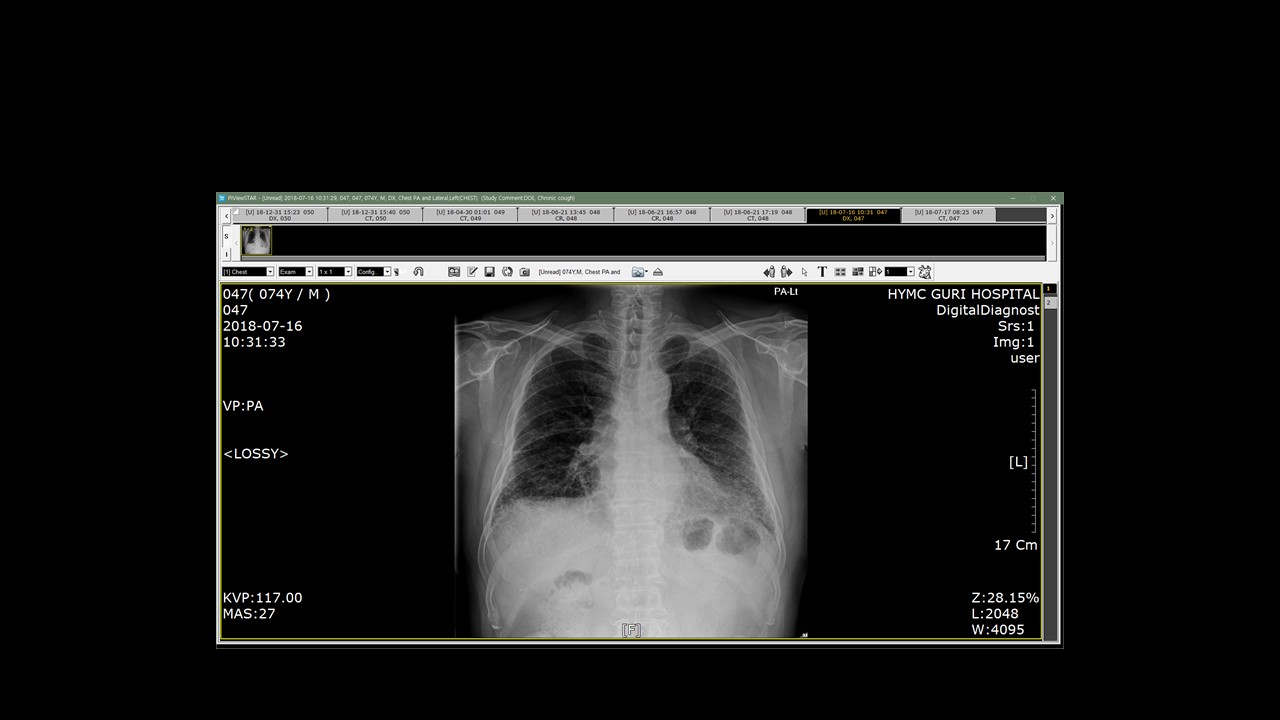 PiViewSTAR - [Unread] 2018-07-16 10:31:29, 047, 047, 074Y, M, DX, Chest PA and Lateral,Left(CHEST) (Study Comment:DOE, Chronic cough)
[U] 18-12-31 15:23 050 [U] 18-12-31 15:40 050 [U] 18-04-30 01:01 049 [U] 18-06-21 13:45 048 [U] 18-06-21 16:57 048 [U] 18-06-21 17:19 048 [U] 18-07-16 10:31 047 [U] 18-07-17 08:25 047
DX, 050 CT, 050 CT, 049 CR, 048 CR, 048 CT, 048 DX, 047 CT, 047
S
I
[1] Chest Exam 1 x 1 Config. [Unread] 074Y,M, Chest PA and T 1
1
2
047( 074Y / M )
047
2018-07-16
10:31:33
VP:PA
<LOSSY>
KVP:117.00
MAS:27
PA-Lt
[F]
HYMC GURI HOSPITAL
DigitalDiagnost
Srs:1
Img:1
user
[L]
17 Cm
Z:28.15%
L:2048
W:4095